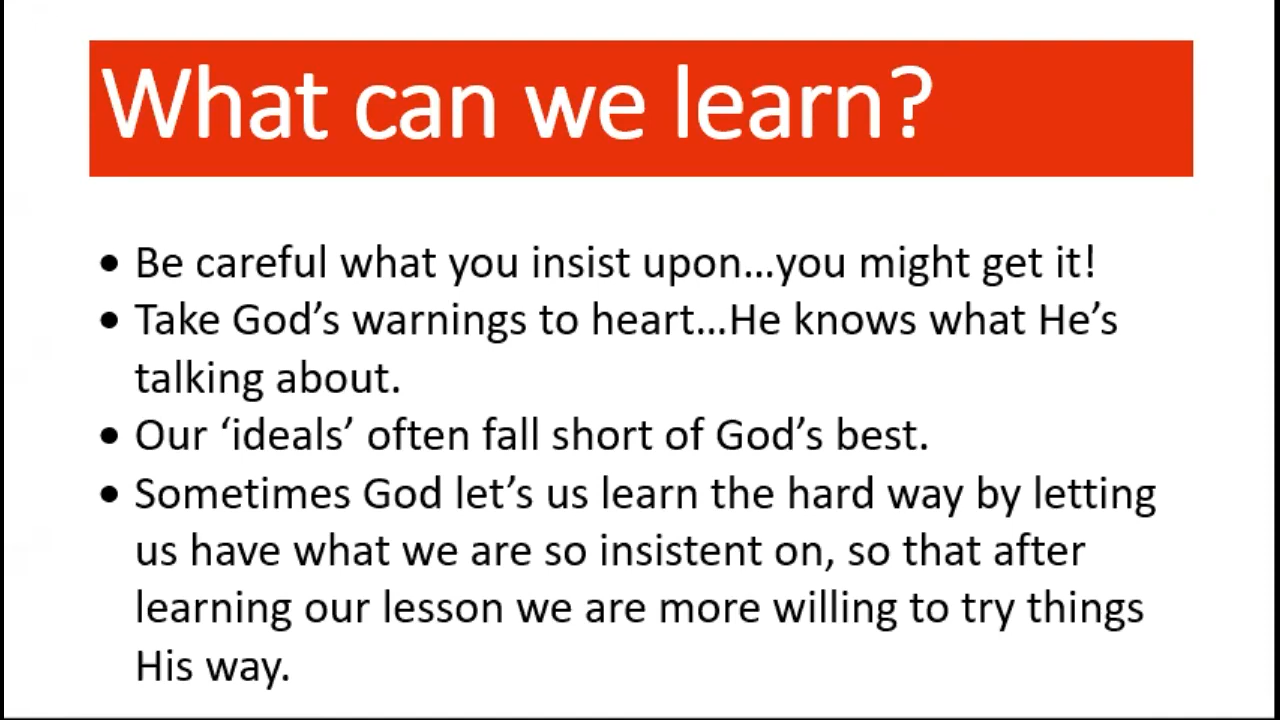 What can we learn?
• Be careful what you insist upon...you might get it!
• Take God’s warnings to heart...He knows what He’s
talking about.
• Our ‘ideals’ often fall short of God’s best.
• Sometimes God let’s us learn the hard way by letting
us have what we are so insistent on, so that after
learning our lesson we are more willing to try things
His way.